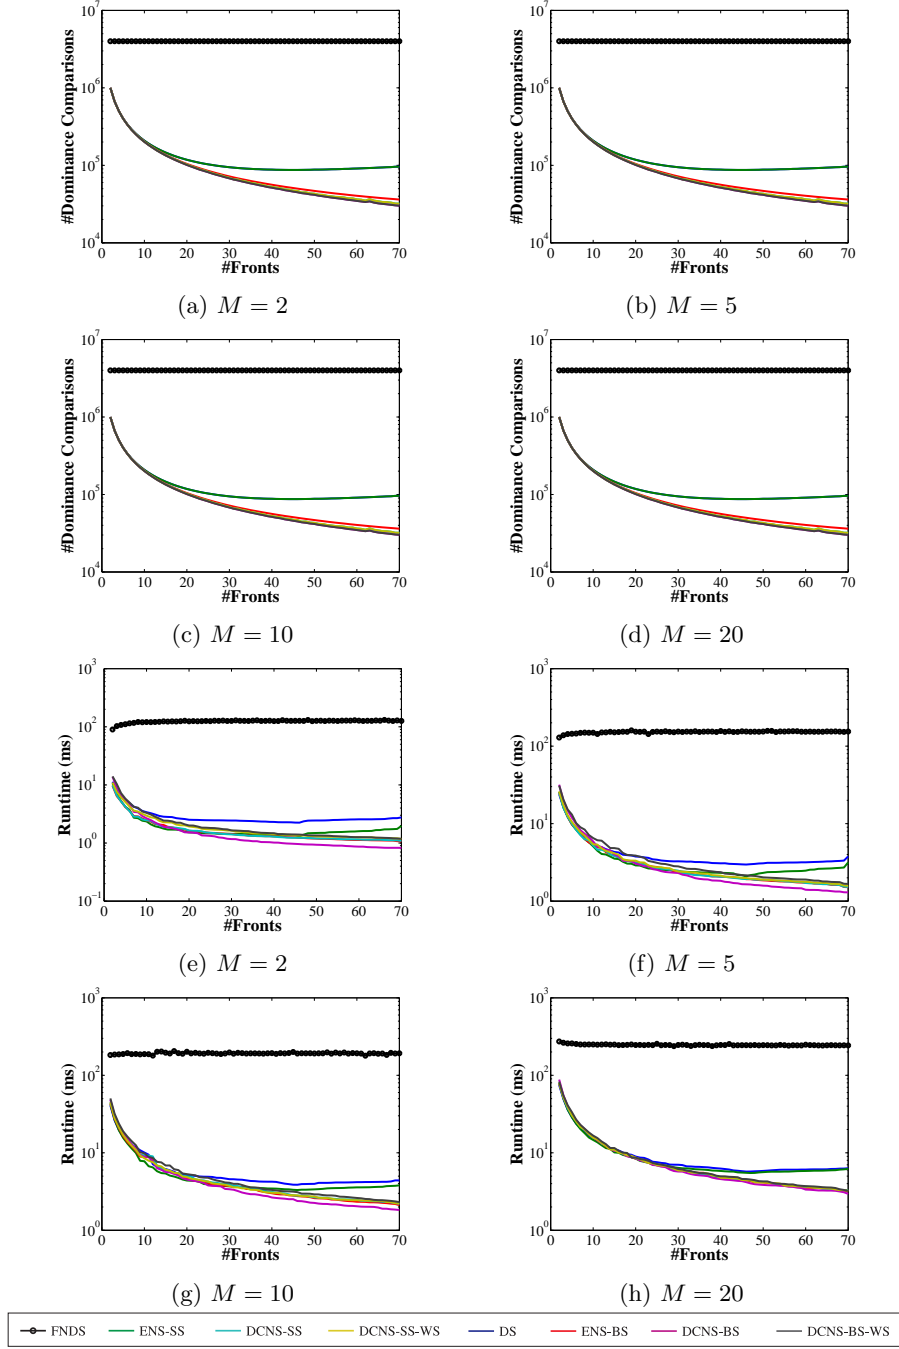 10^7
10^6
10^5
10^4
#Dominance Comparisons
0 10 20 30 40 50 60 70
#Fronts
(a) M = 2
10^7
10^6
10^5
10^4
#Dominance Comparisons
0 10 20 30 40 50 60 70
#Fronts
(b) M = 5
10^7
10^6
10^5
10^4
#Dominance Comparisons
0 10 20 30 40 50 60 70
#Fronts
(c) M = 10
10^7
10^6
10^5
10^4
#Dominance Comparisons
0 10 20 30 40 50 60 70
#Fronts
(d) M = 20
10^3
10^2
10^1
10^0
10^−1
Runtime (ms)
0 10 20 30 40 50 60 70
#Fronts
(e) M = 2
10^3
10^2
10^1
10^0
Runtime (ms)
0 10 20 30 40 50 60 70
#Fronts
(f) M = 5
10^3
10^2
10^1
10^0
Runtime (ms)
0 10 20 30 40 50 60 70
#Fronts
(g) M = 10
10^3
10^2
10^1
10^0
Runtime (ms)
0 10 20 30 40 50 60 70
#Fronts
(h) M = 20
FNDS ENS-SS DCNS-SS DCNS-SS-WS DS ENS-BS DCNS-BS DCNS-BS-WS